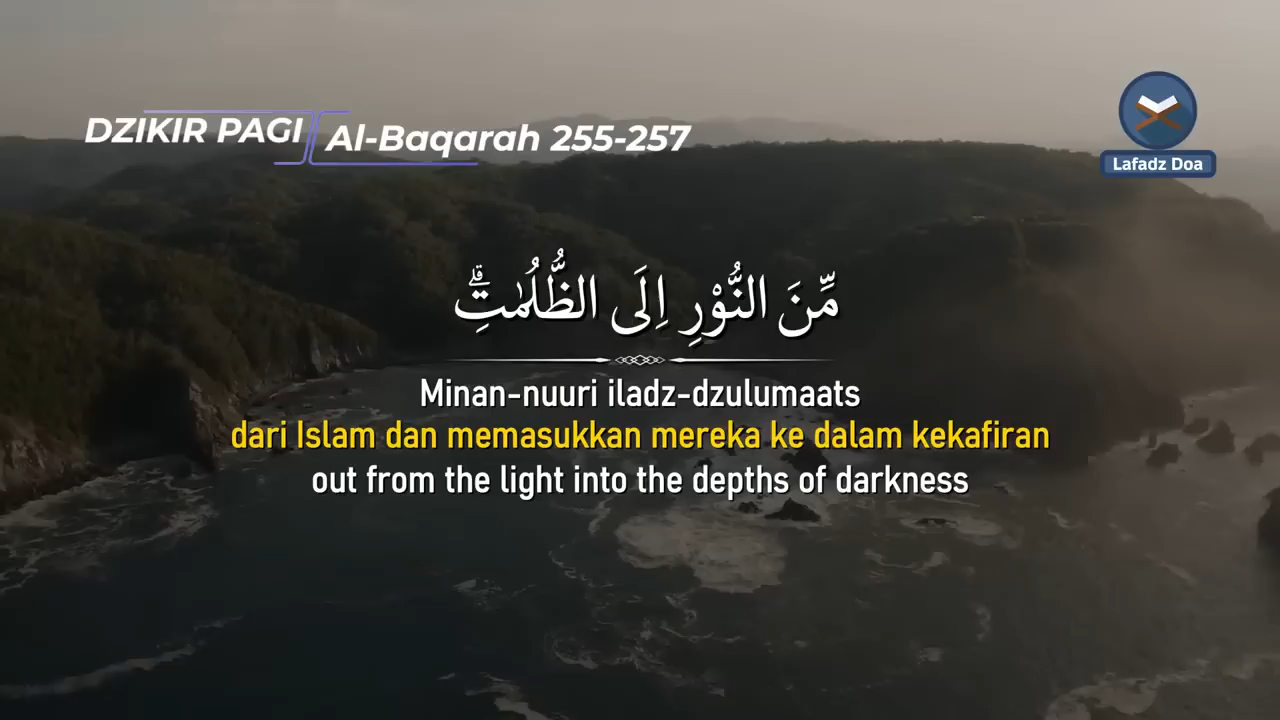 DZIKIR PAGI
Al-Baqarah 255-257
Lafadz Doa
مِّنَ النُّوْرِ اِلَى الظُّلُمٰتِۗ
Minan-nuuri iladz-dzulumaats
dari Islam dan memasukkan mereka ke dalam kekafiran
out from the light into the depths of darkness